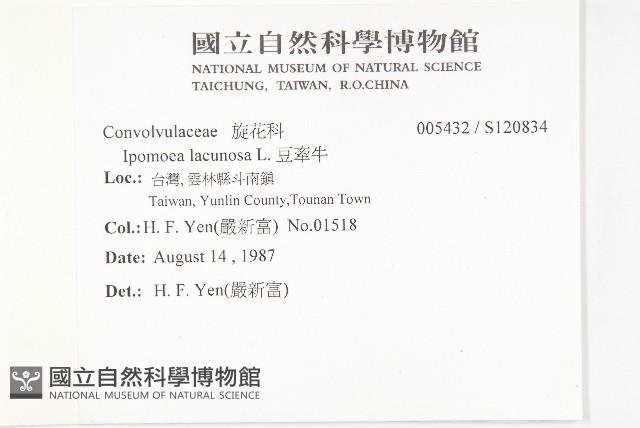 國立自然科學博物館
NATIONAL MUSEUM OF NATURAL SCIENCE
TAICHUNG, TAIWAN, R.O.CHINA
Convolvulaceae 旋花科 005432 / S120834
Ipomoea lacunosa L. 豆牽牛
Loc.: 台灣, 雲林縣斗南鎮
Taiwan, Yunlin County,Tounan Town
Col.: H. F. Yen(嚴新富) No.01518
Date: August 14 , 1987
Det.: H. F. Yen(嚴新富)
國立自然科學博物館
NATIONAL MUSEUM OF NATURAL SCIENCE